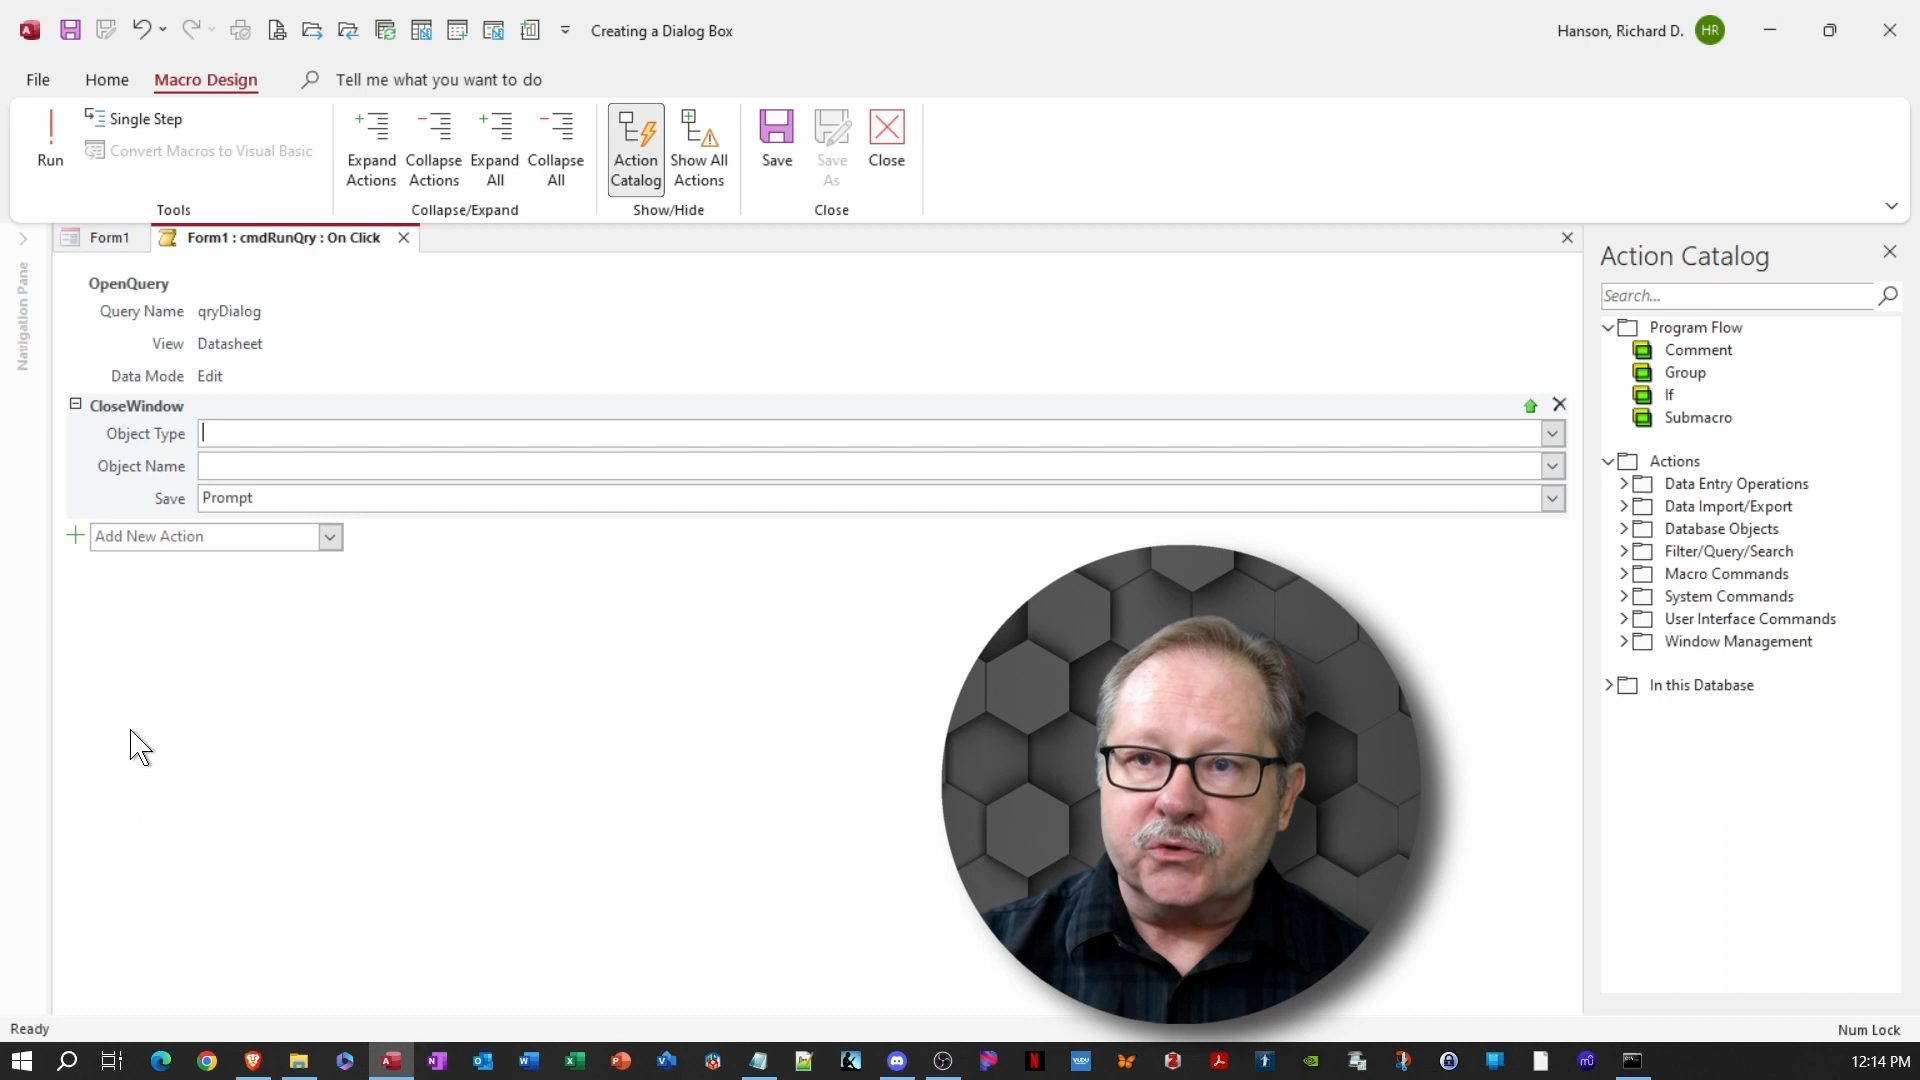 Creating a Dialog Box
Hanson, Richard D.
HR
File
Home
Macro Design
Tell me what you want to do
Run
Single Step
Convert Macros to Visual Basic
Tools
Expand Actions
Collapse Actions
Expand All
Collapse All
Collapse/Expand
Action Catalog
Show All Actions
Show/Hide
Save
Save As
Close
Close
Navigation Pane
Form1
Form1 : cmdRunQry : On Click
OpenQuery
Query Name qryDialog
View Datasheet
Data Mode Edit
CloseWindow
Object Type
Object Name
Save Prompt
Add New Action
Action Catalog
Search...
Program Flow
Comment
Group
If
Submacro
Actions
Data Entry Operations
Data Import/Export
Database Objects
Filter/Query/Search
Macro Commands
System Commands
User Interface Commands
Window Management
In this Database
Ready
Num Lock
VUDU
12:14 PM